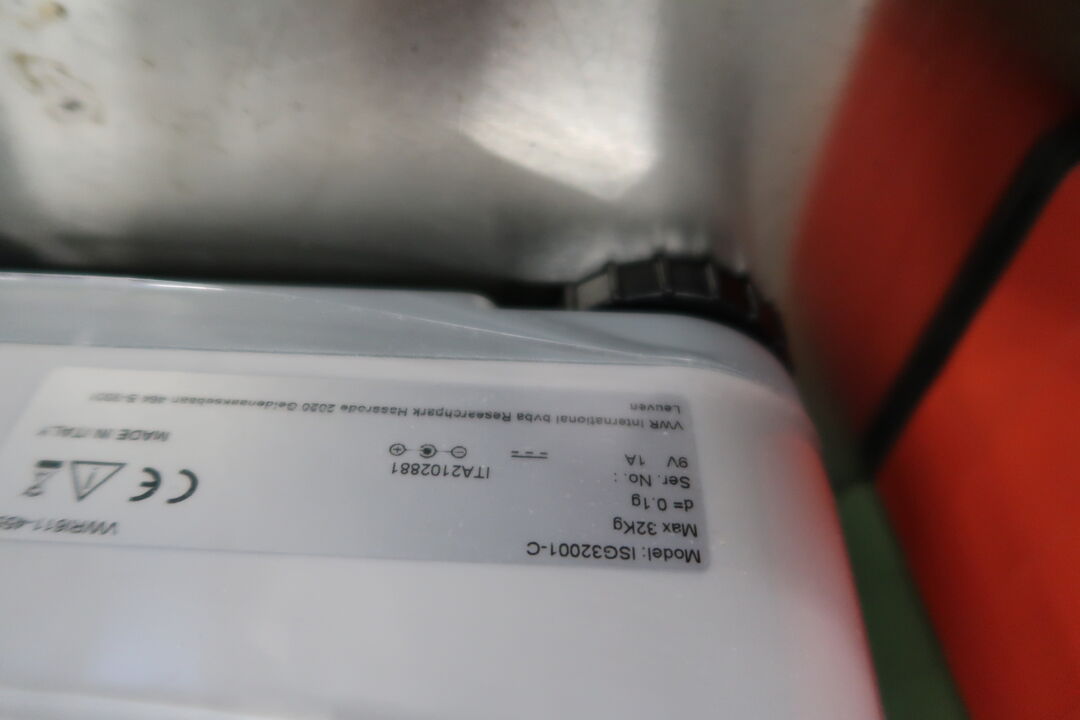 Model: ISG32001-C
Max 32Kg
d= 0.1g
Ser. No. : ITA2102881
9V 1A
VWR International bvba Researchpark Haasrode 2020 Geldenaaksebaan 464 B-3001
Leuven
CE
MADE IN ITALY